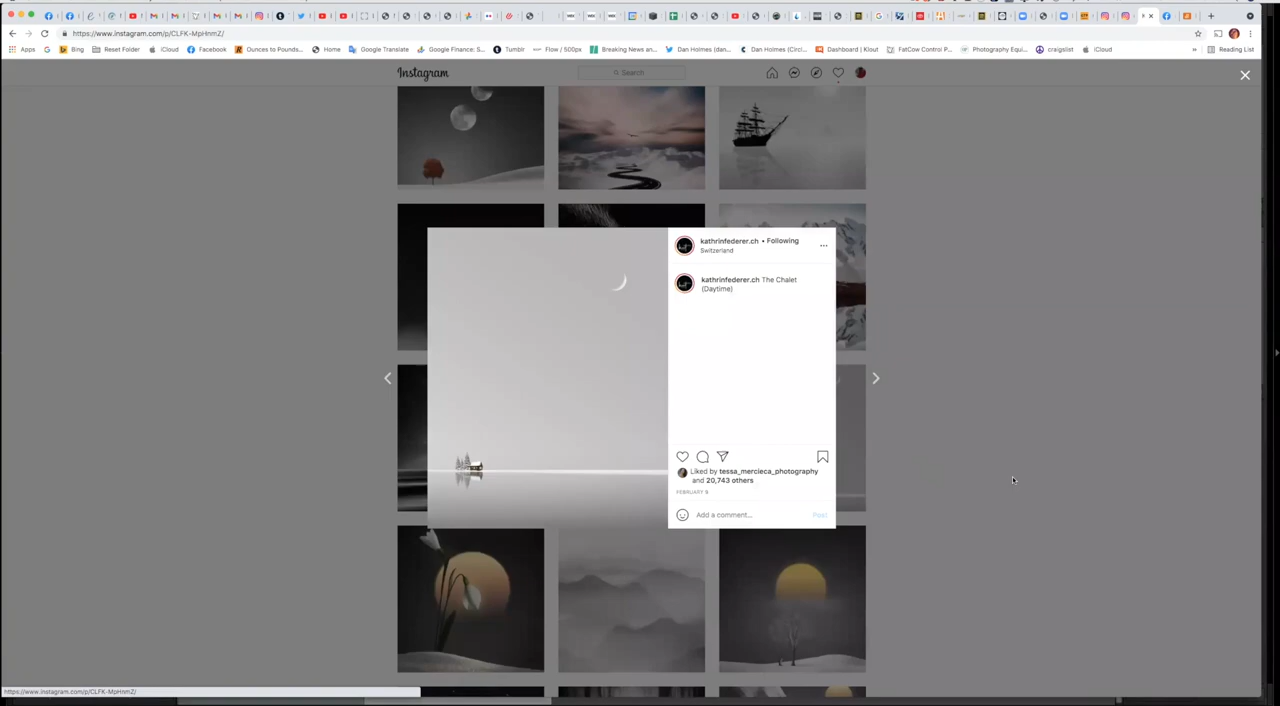 https://www.instagram.com/p/CLFK-MpHnmZ/
Apps G Bing Reset Folder iCloud Facebook Ounces to Pounds... Home Google Translate Google Finance: S... Tumblr Flow / 500px Breaking News an... Dan Holmes (dan... Dan Holmes (Circl... Dashboard | Klout FatCow Control P... Photography Equi... craigslist iCloud » Reading List
Instagram
Search
kathrinfederer.ch • Following
Switzerland
kathrinfederer.ch The Chalet
(Daytime)
Liked by tessa_mercieca_photography
and 20,743 others
Add a comment...
Post
https://www.instagram.com/p/CLFK-MpHnmZ/